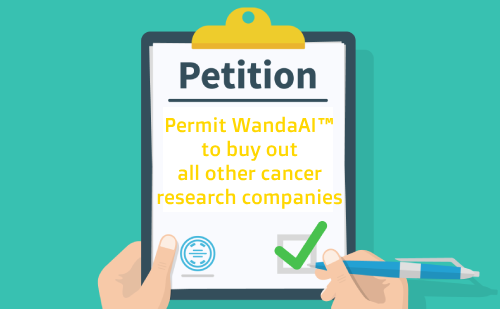 Petition
Permit WandaAI™
to buy out
all other cancer
research companies